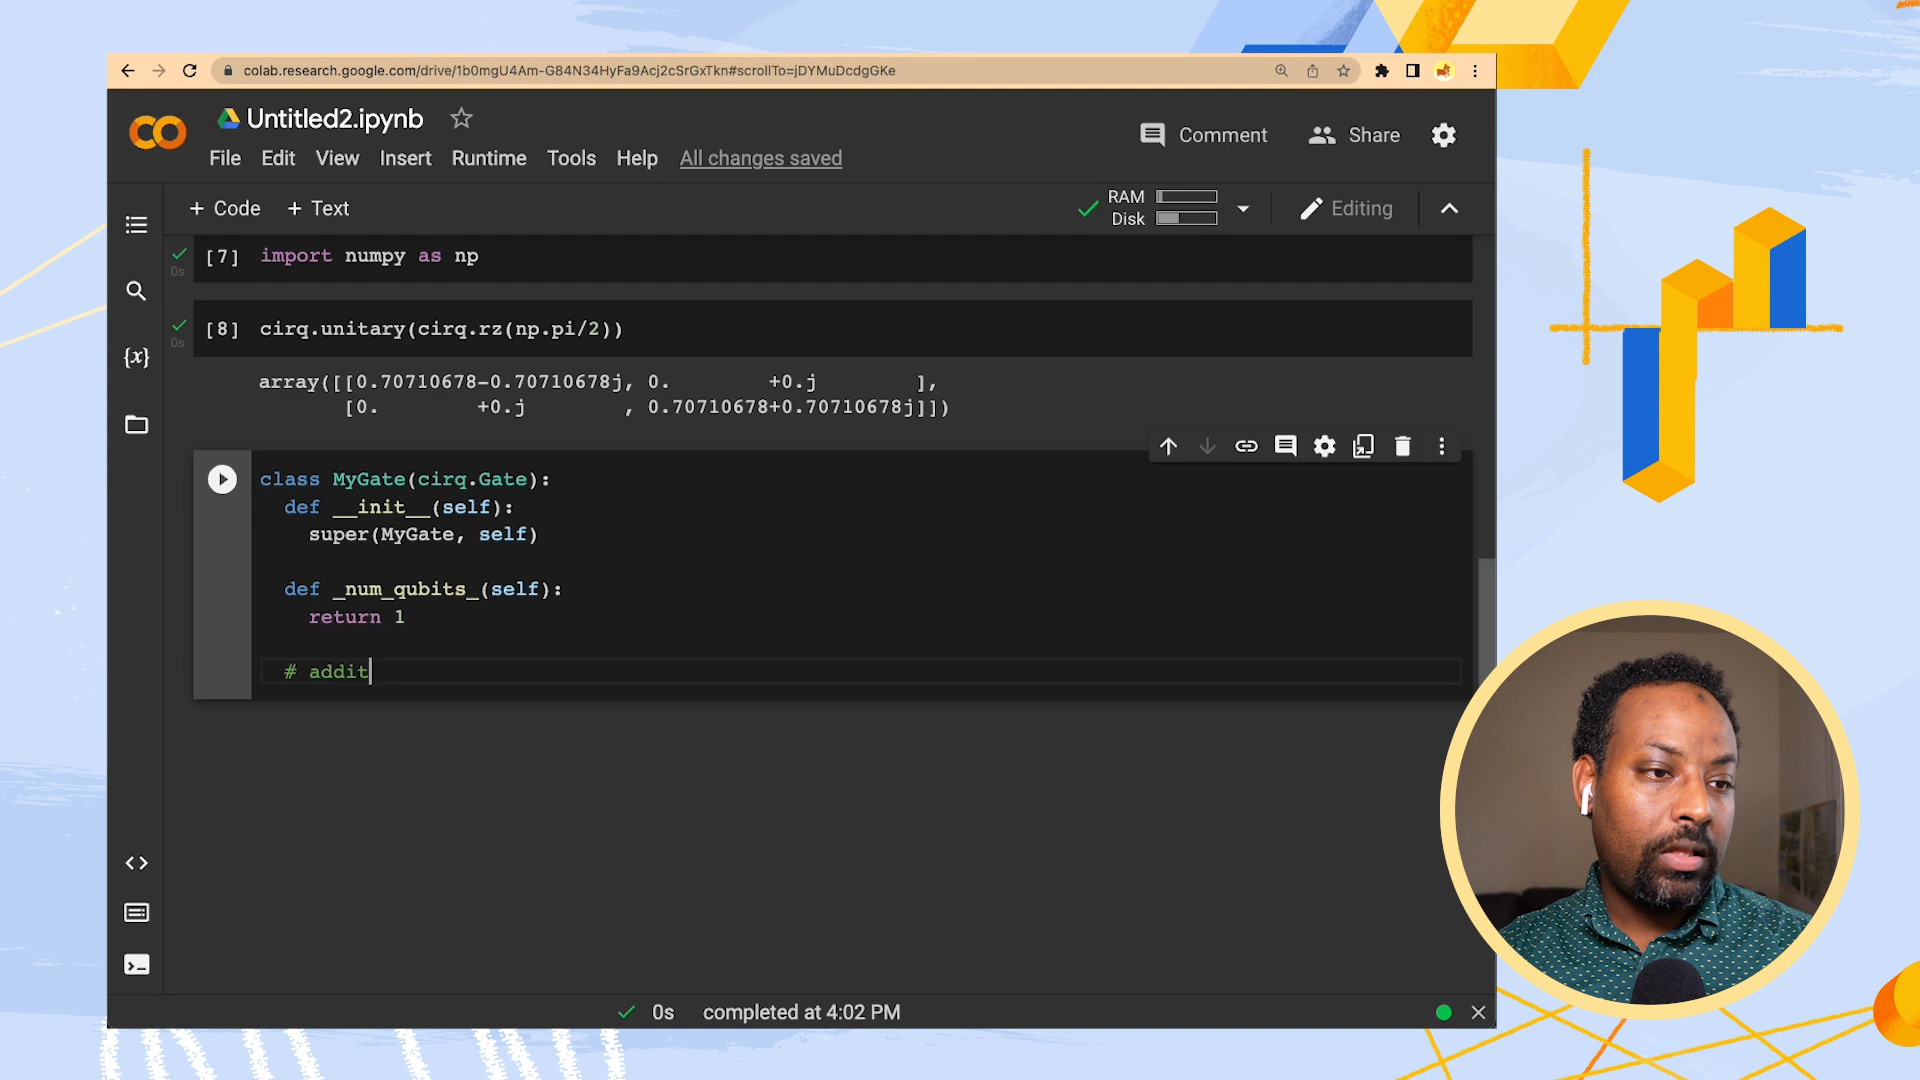 colab.research.google.com/drive/1b0mgU4Am-G84N34HyFa9Acj2cSrGxTkn#scrollTo=jDYMuDcdgGKe
Untitled2.ipynb
Comment
Share
File Edit View Insert Runtime Tools Help All changes saved
+ Code + Text
RAM
Disk
Editing
[7] import numpy as np
0s
[8] cirq.unitary(cirq.rz(np.pi/2))
0s
array([[0.70710678-0.70710678j, 0. +0.j ],
[0. +0.j , 0.70710678+0.70710678j]])
class MyGate(cirq.Gate):
def __init__(self):
super(MyGate, self)
def _num_qubits_(self):
return 1
# addit
{x}
0s completed at 4:02 PM